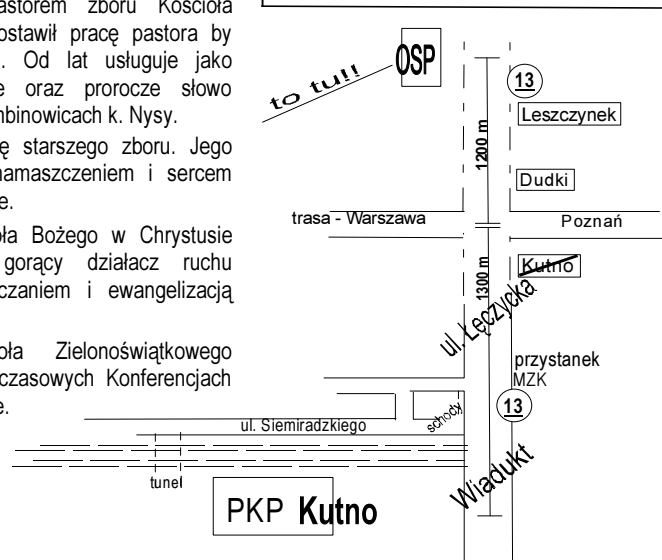 astorem zboru Kościoła
ostawił pracę pastora by
. Od lat usługuje jako
e oraz prorocze słowo
mbinowicach k. Nysy.
ę starszego zboru. Jego
namaszczeniem i sercem
e.
oła Bożego w Chrystusie
gorący działacz ruchu
czaniem i ewangelizacją
oła Zielonoświątkowego
czasowych Konferencjach
e.
OSP
to tu!!
13
Leszczynek
1200 m
Dudki
trasa - Warszawa
Poznań
Kutno
1300 m
ul. Łęczycka
przystanek
MZK
13
schody
ul. Siemiradzkiego
Wiadukt
tunel
PKP Kutno